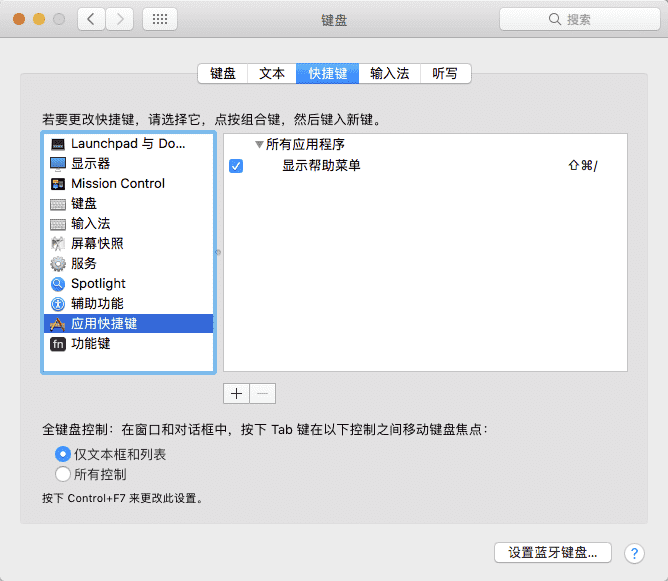 键盘
搜索
键盘 文本 快捷键 输入法 听写
若要更改快捷键，请选择它，点按组合键，然后键入新键。
Launchpad 与 Do...
显示器
Mission Control
键盘
输入法
屏幕快照
服务
Spotlight
辅助功能
应用快捷键
fn 功能键
所有应用程序
显示帮助菜单 ⇧⌘/
全键盘控制：在窗口和对话框中，按下 Tab 键在以下控制之间移动键盘焦点：
仅文本框和列表
所有控制
按下 Control+F7 来更改此设置。
设置蓝牙键盘... ?